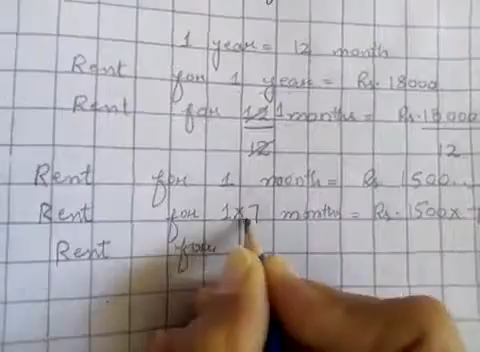 1 year = 12 month
Rent for 1 year = Rs. 18000
Rent for 12 1 months = Rs. 18000
12 12
Rent for 1 month = Rs 1500...
Rent for 1x7 months = Rs. 1500x
Rent for